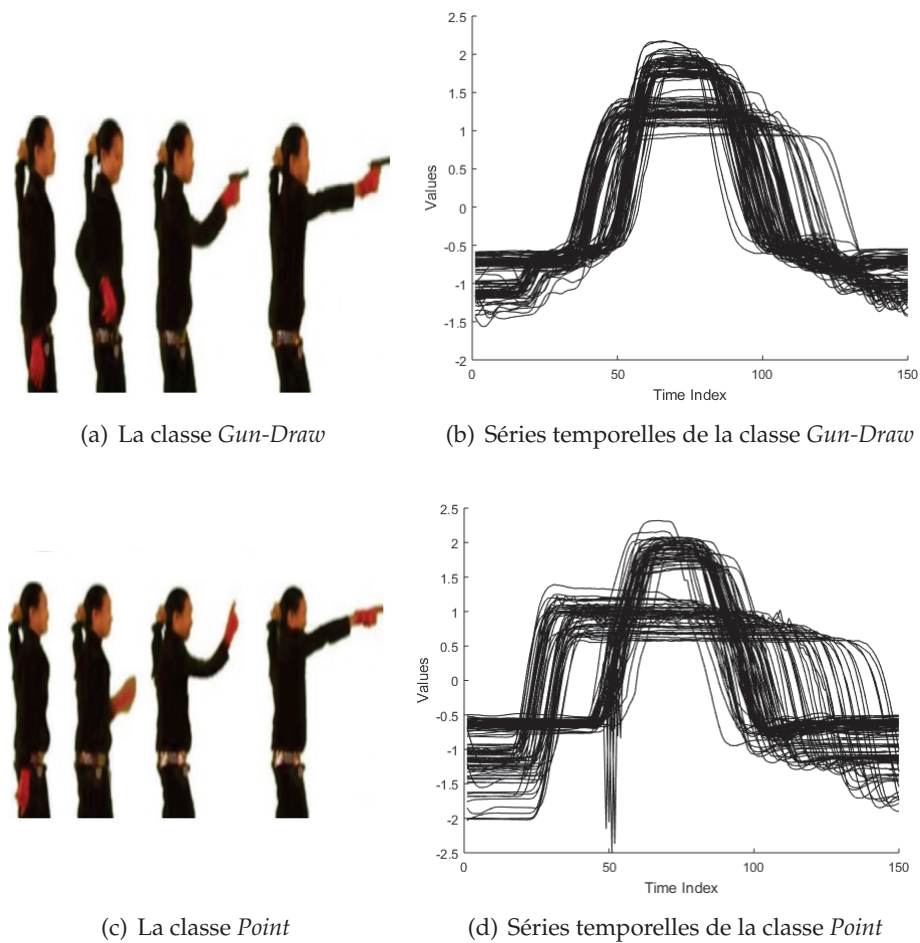 2.5
2
1.5
1
0.5
0
-0.5
-1
-1.5
-2
Values
0 50 100 150
Time Index
(a) La classe Gun-Draw
(b) Séries temporelles de la classe Gun-Draw
2.5
2
1.5
1
0.5
0
-0.5
-1
-1.5
-2
-2.5
Values
0 50 100 150
Time Index
(c) La classe Point
(d) Séries temporelles de la classe Point